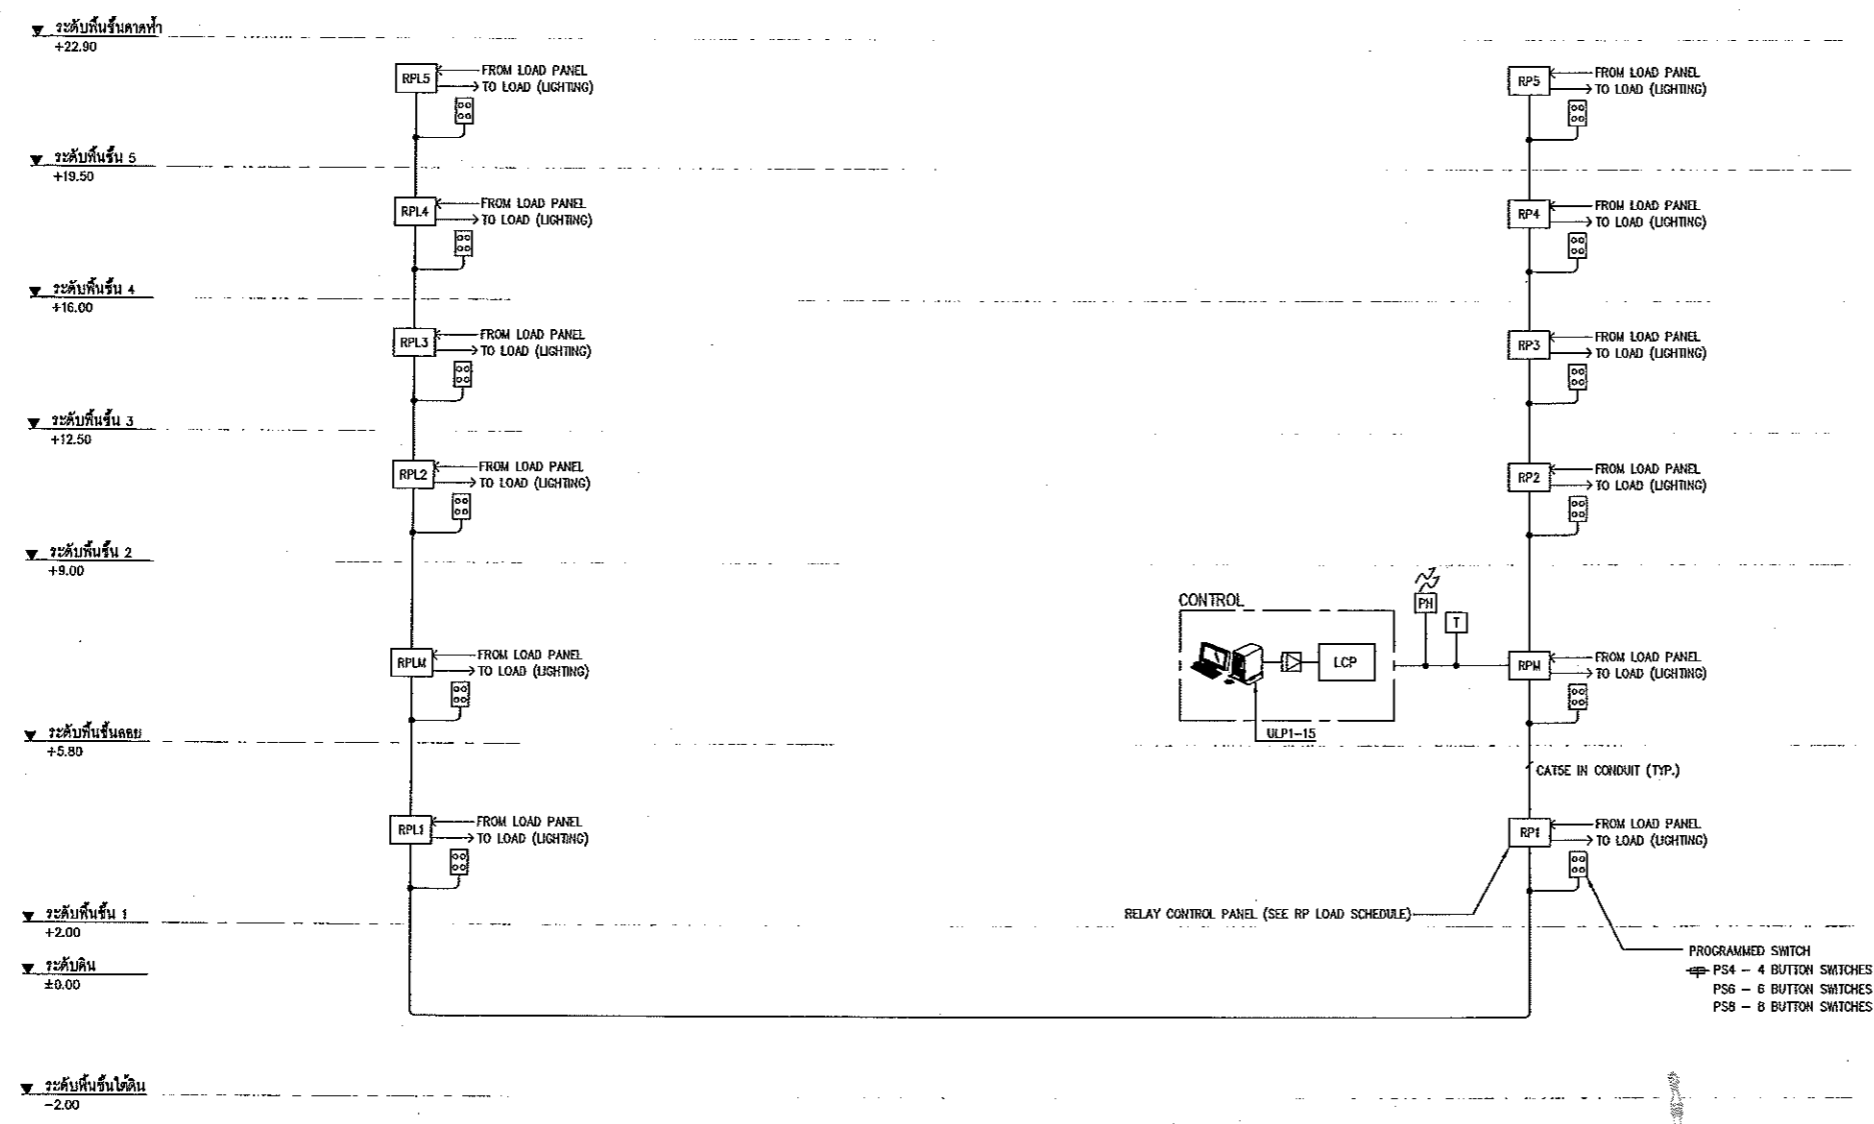 ระดับพื้นชั้นดาดฟ้า
+22.90
RPL5
FROM LOAD PANEL
TO LOAD (LIGHTING)
RP5
FROM LOAD PANEL
TO LOAD (LIGHTING)
ระดับพื้นชั้น 5
+19.50
RPL4
FROM LOAD PANEL
TO LOAD (LIGHTING)
RP4
FROM LOAD PANEL
TO LOAD (LIGHTING)
ระดับพื้นชั้น 4
+16.00
RPL3
FROM LOAD PANEL
TO LOAD (LIGHTING)
RP3
FROM LOAD PANEL
TO LOAD (LIGHTING)
ระดับพื้นชั้น 3
+12.50
RPL2
FROM LOAD PANEL
TO LOAD (LIGHTING)
RP2
FROM LOAD PANEL
TO LOAD (LIGHTING)
ระดับพื้นชั้น 2
+9.00
CONTROL
PH
T
LCP
ULP1-15
RPLM
FROM LOAD PANEL
TO LOAD (LIGHTING)
RPM
FROM LOAD PANEL
TO LOAD (LIGHTING)
ระดับพื้นชั้นลอย
+5.80
CAT5E IN CONDUIT (TYP.)
RPL1
FROM LOAD PANEL
TO LOAD (LIGHTING)
RP1
FROM LOAD PANEL
TO LOAD (LIGHTING)
ระดับพื้นชั้น 1
+2.00
RELAY CONTROL PANEL (SEE RP LOAD SCHEDULE)
ระดับดิน
±0.00
PROGRAMMED SWITCH
PS4 - 4 BUTTON SWITCHES
PS6 - 6 BUTTON SWITCHES
PS8 - 8 BUTTON SWITCHES
ระดับพื้นชั้นใต้ดิน
-2.00